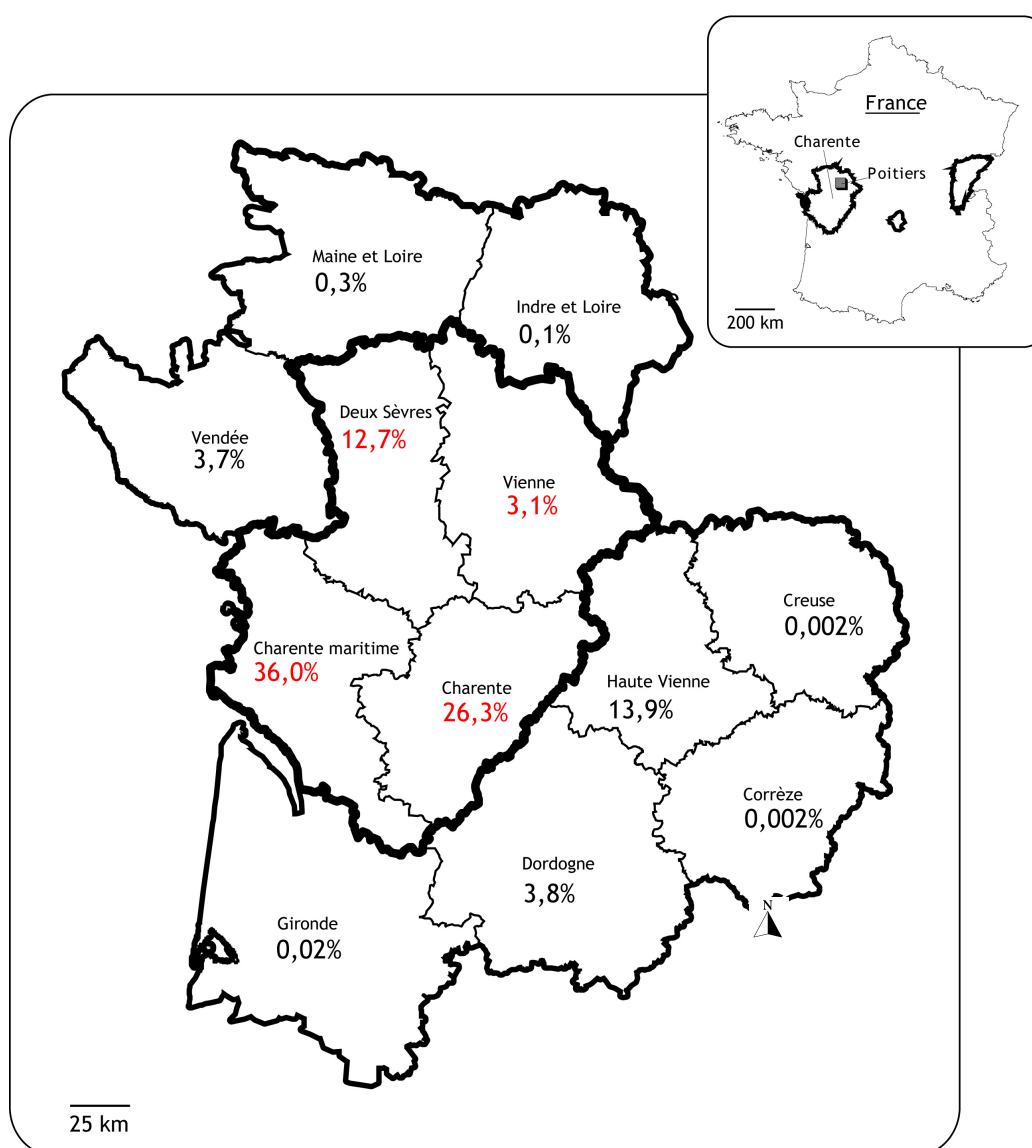 France
Charente
Poitiers
200 km
Maine et Loire
0,3%
Indre et Loire
0,1%
Deux Sèvres
12,7%
Vendée
3,7%
Vienne
3,1%
Creuse
0,002%
Charente maritime
36,0%
Charente
26,3%
Haute Vienne
13,9%
Corrèze
0,002%
Dordogne
3,8%
N
Gironde
0,02%
25 km